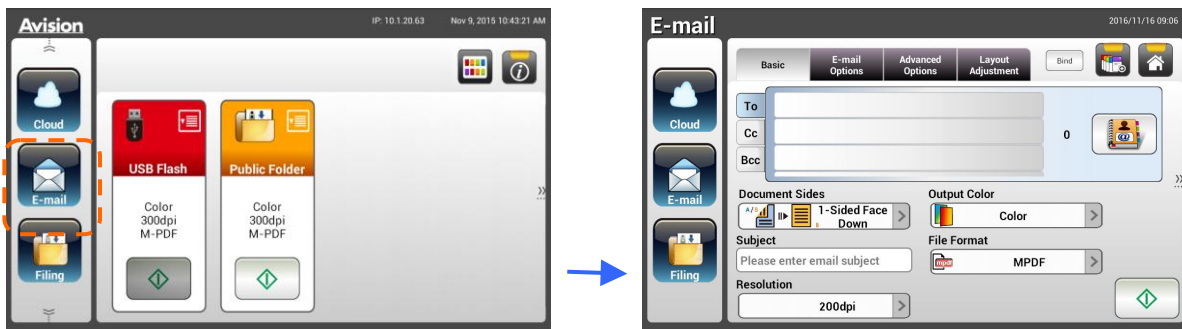 Avision
IP: 10.1.20.63 Nov 9, 2015 10:43:21 AM
Cloud
E-mail
Filing
USB Flash
Color
300dpi
M-PDF
Public Folder
Color
300dpi
M-PDF
E-mail
2016/11/16 09:06
Cloud
E-mail
Filing
Basic
E-mail
Options
Advanced
Options
Layout
Adjustment
Bind
To
Cc
Bcc
0
Document Sides
1-Sided Face
Down
Output Color
Color
Subject
Please enter email subject
File Format
MPDF
Resolution
200dpi